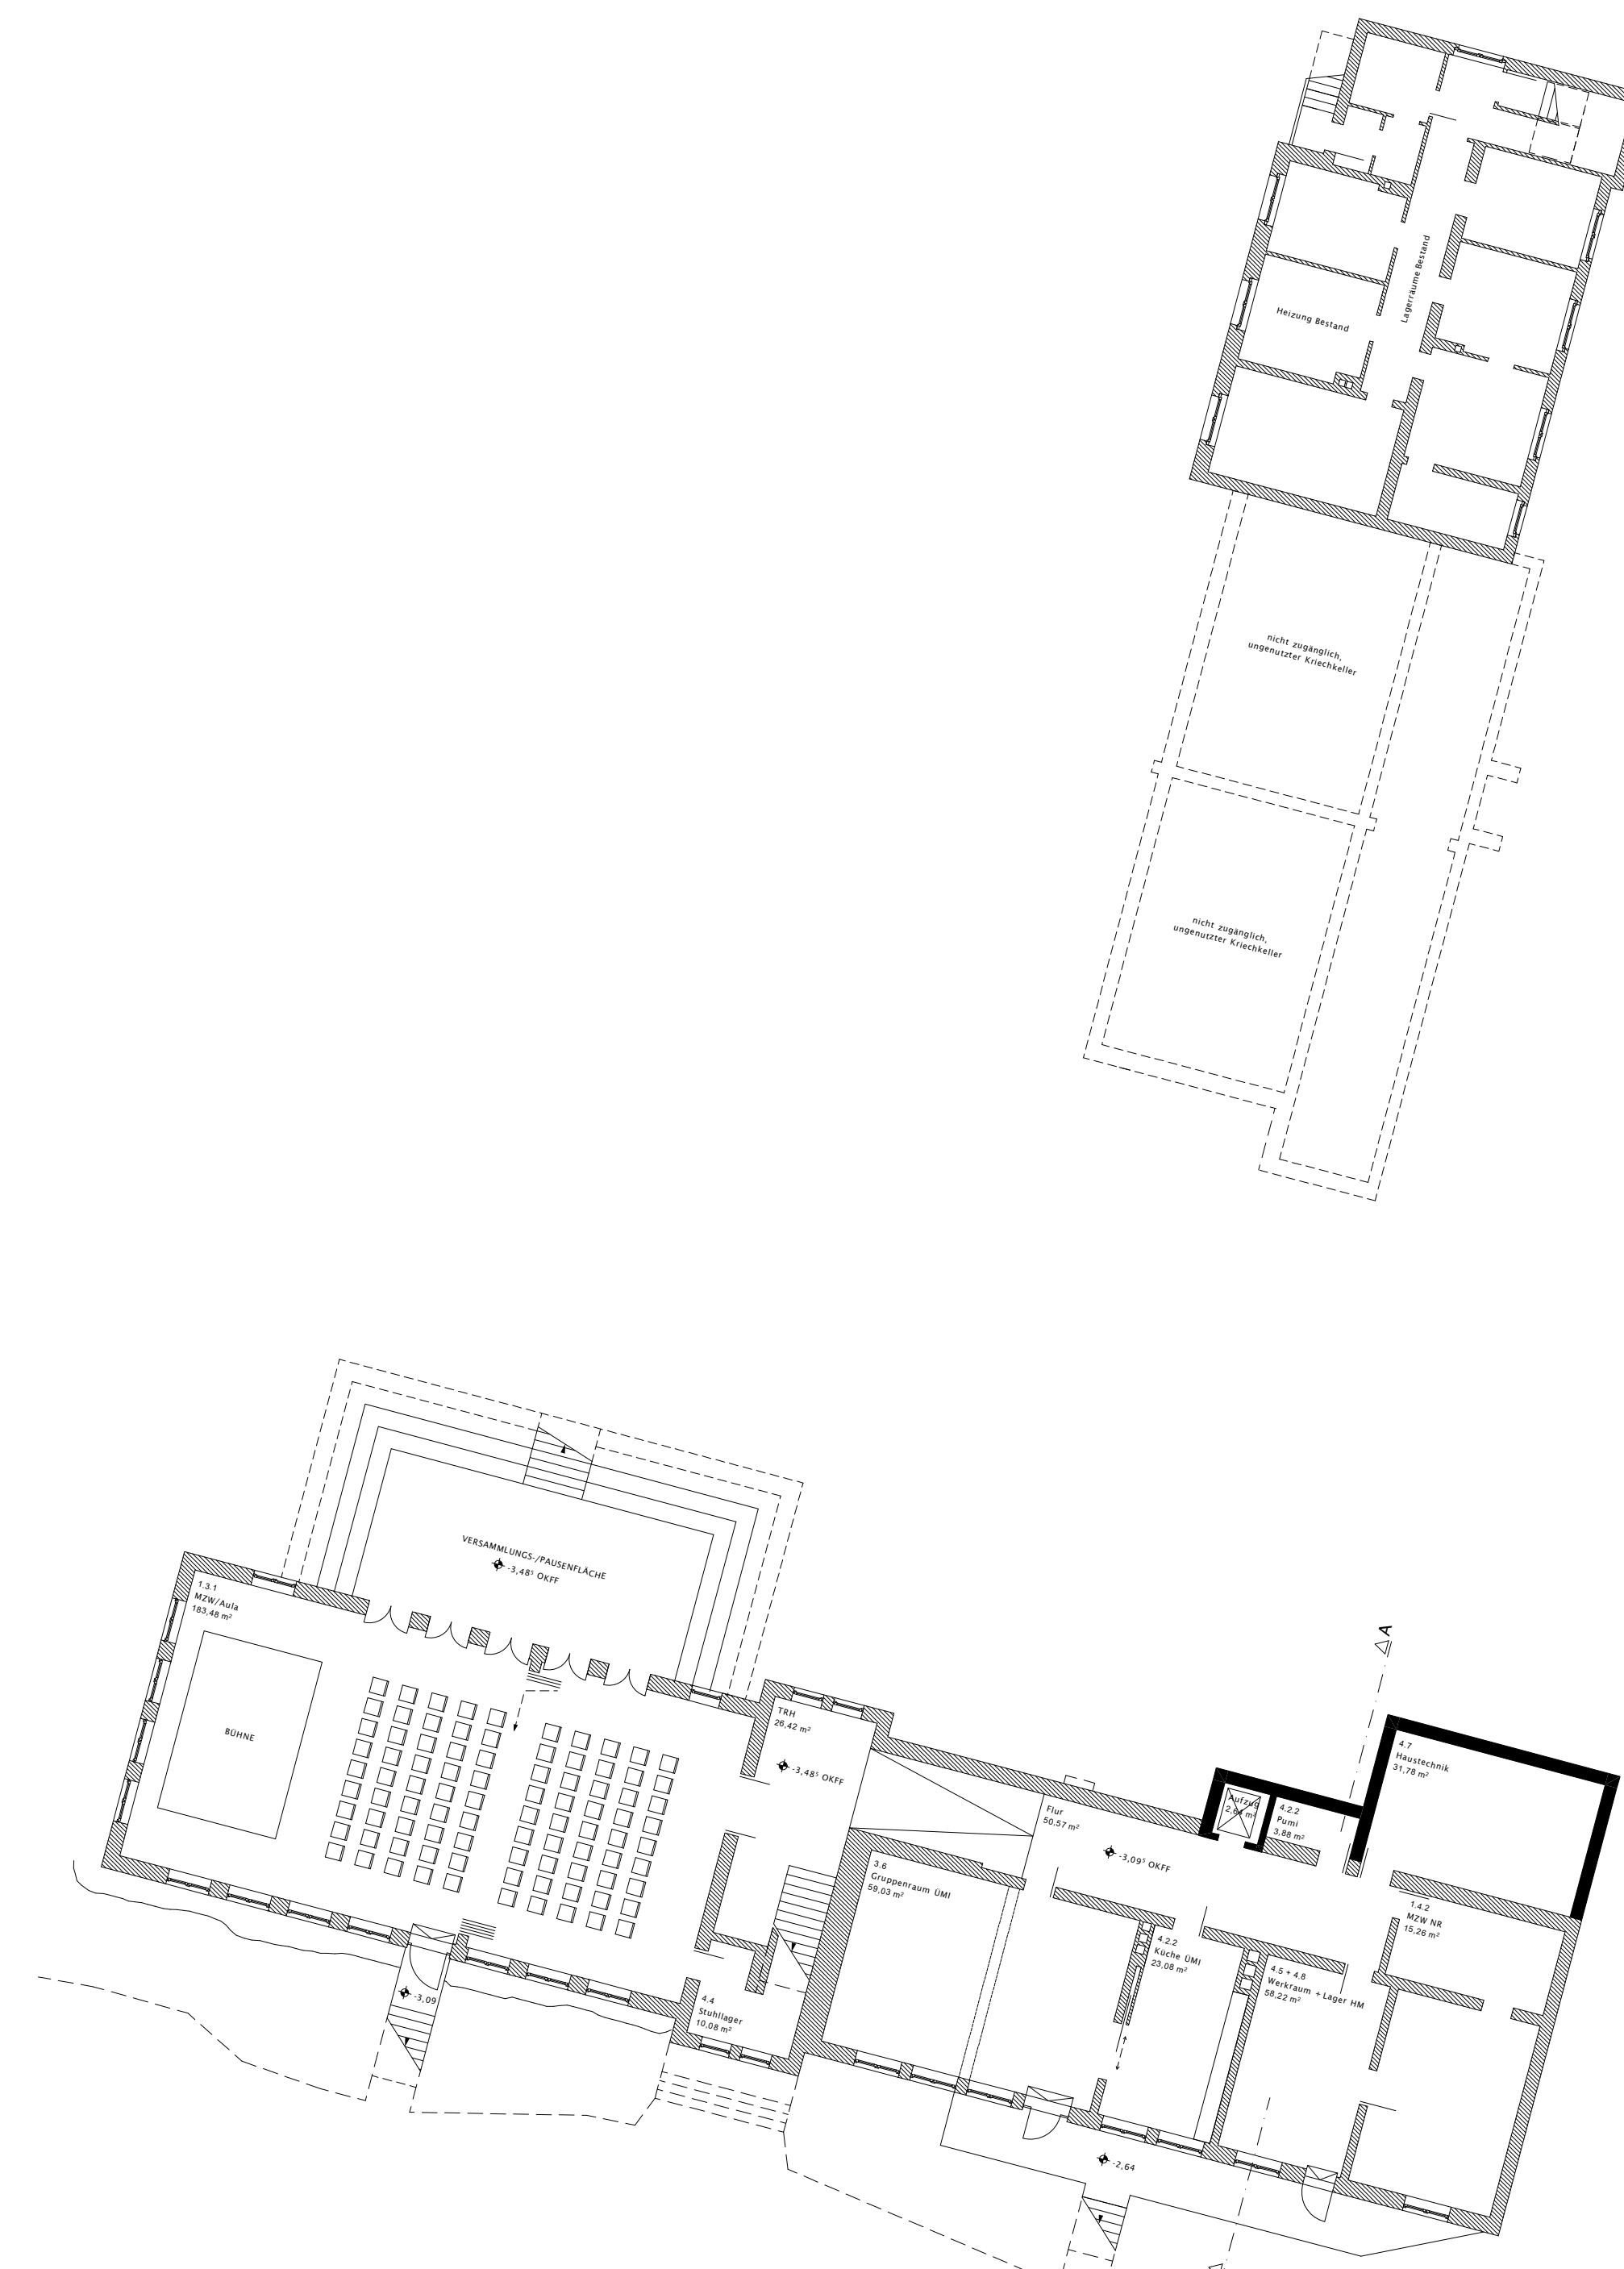 Lagerräume Bestand
Heizung Bestand
nicht zugänglich,
ungenutzter Kriechkeller
nicht zugänglich,
ungenutzter Kriechkeller
VERSAMMLUNGS-/PAUSENFLÄCHE
-3,48⁵ OKFF
1.3.1
MZW/Aula
183,48 m²
BÜHNE
TRH
26,42 m²
-3,48⁵ OKFF
A
4.7
Haustechnik
31,78 m²
Aufzug
2,64 m²
4.2.2
Pumi
3,88 m²
Flur
50,57 m²
-3,09⁵ OKFF
3.6
Gruppenraum ÜMI
59,03 m²
1.4.2
MZW NR
15,26 m²
4.2.2
Küche ÜMI
23,08 m²
4.5 + 4.8
Werkraum + Lager HM
58,22 m²
-3,09
4.4
Stuhllager
10,08 m²
-2,64